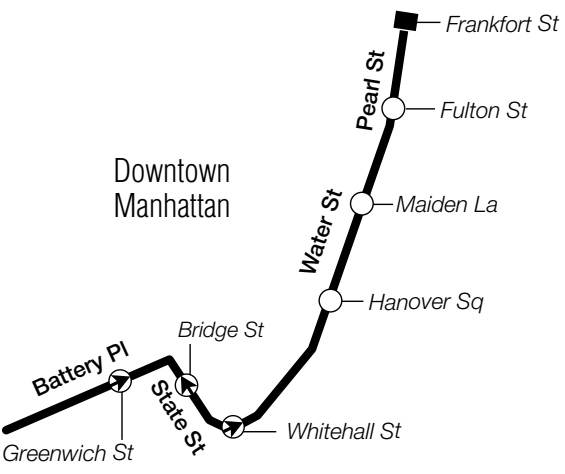 Frankfort St
Pearl St
Fulton St
Downtown
Manhattan
Water St
Maiden La
Hanover Sq
Bridge St
Battery Pl
State St
Whitehall St
Greenwich St